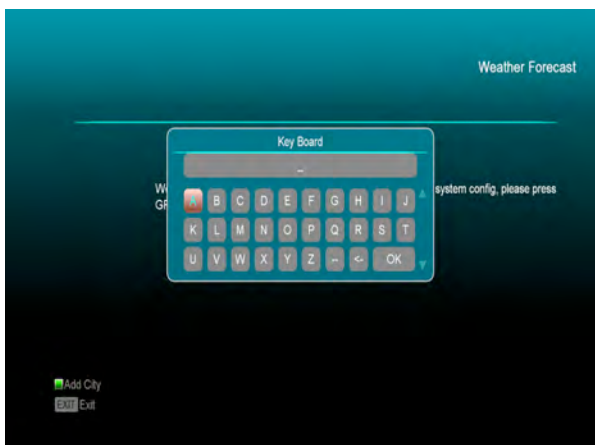 Weather Forecast
Key Board
_
system config, please press
A B C D E F G H I J
K L M N O P Q R S T
U V W X Y Z <- OK
Add City
EXIT Exit